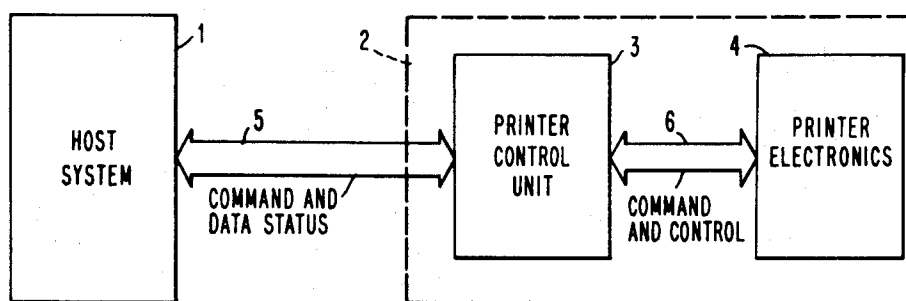 1
HOST
SYSTEM
5
COMMAND AND
DATA STATUS
2
3
PRINTER
CONTROL
UNIT
6
COMMAND
AND CONTROL
4
PRINTER
ELECTRONICS